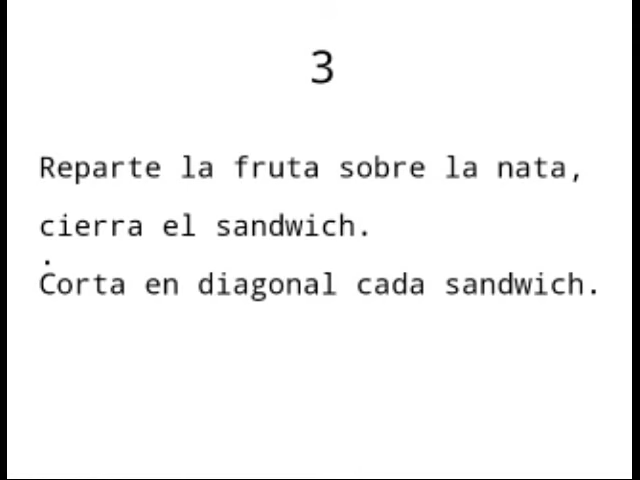 3
Reparte la fruta sobre la nata,
cierra el sandwich.
.
Corta en diagonal cada sandwich.